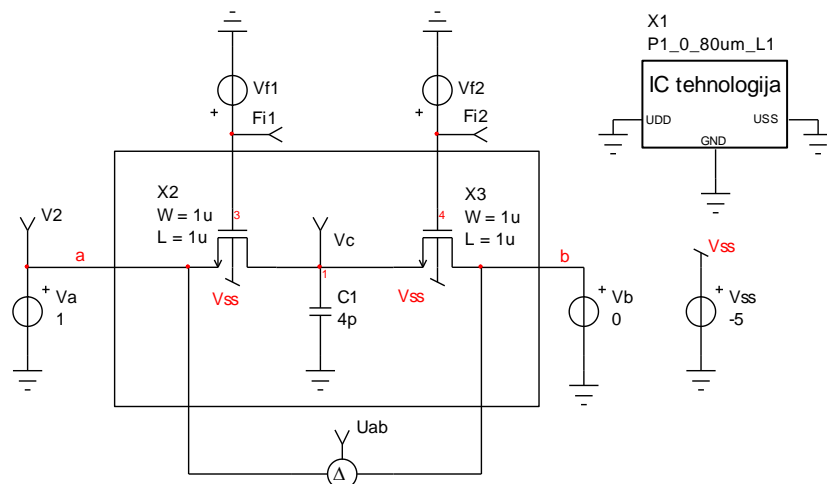 X1
P1_0_80um_L1
IC tehnologija
UDD
USS
GND
Vf1
+
Fi1
Vf2
+
Fi2
X2
W = 1u
L = 1u
3
X3
W = 1u
L = 1u
4
V2
a
Vss
Vc
1
Vss
b
Vss
+
Va
1
C1
4p
+
Vb
0
+
Vss
-5
Uab
Δ